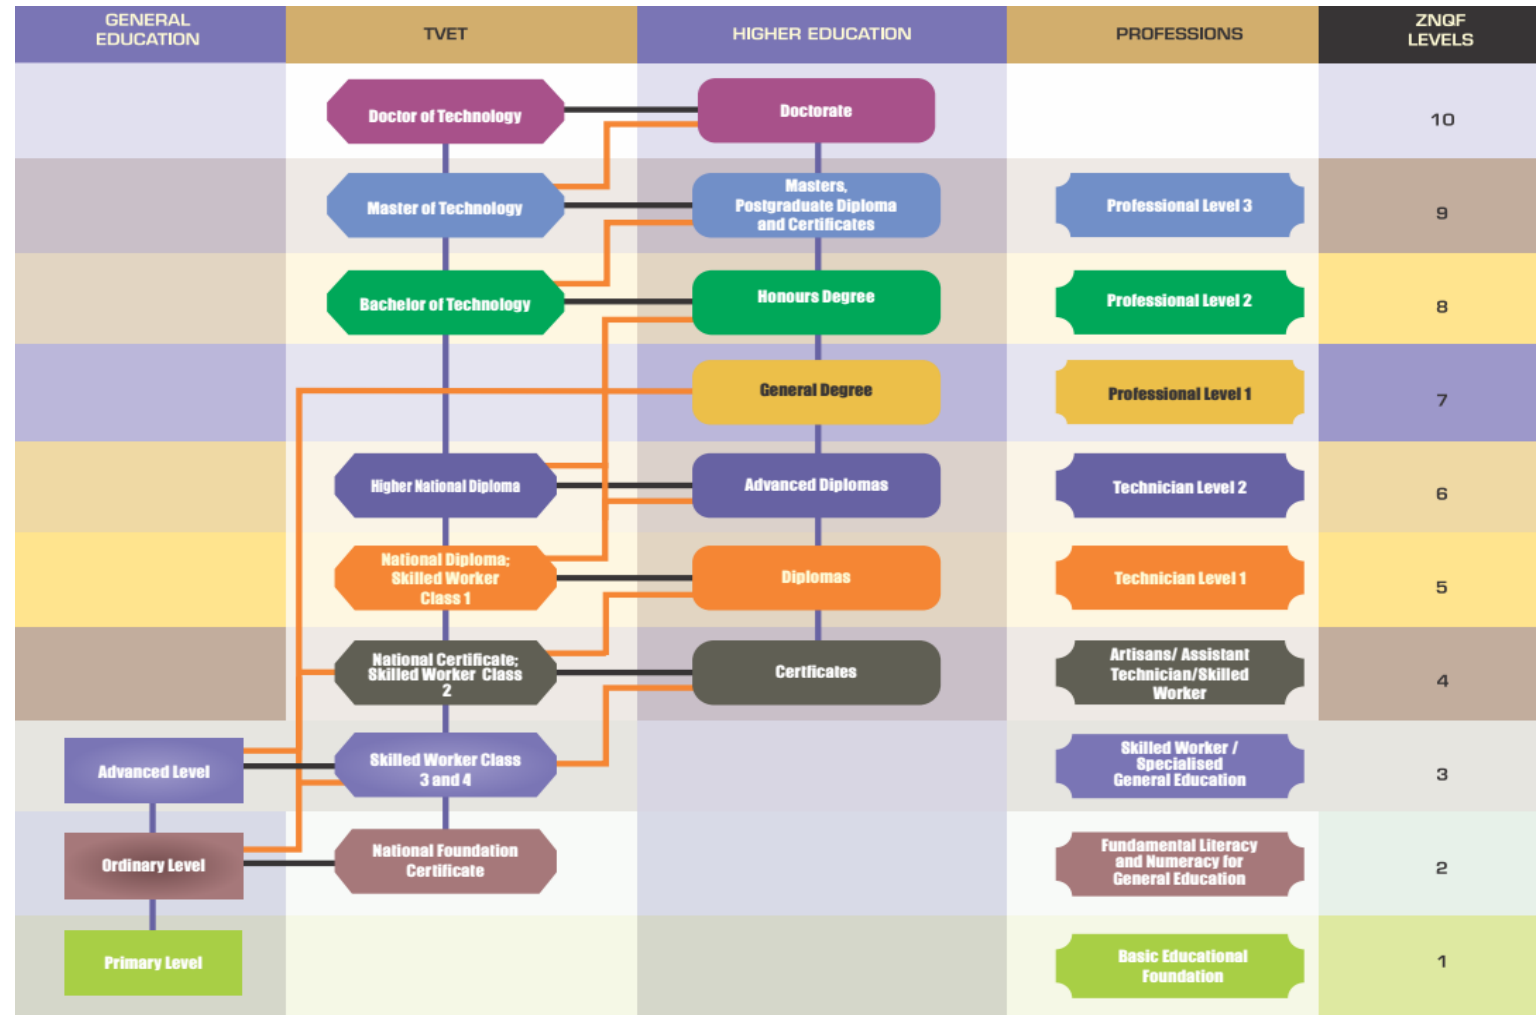 GENERAL
EDUCATION
TVET
HIGHER EDUCATION
PROFESSIONS
ZNQF
LEVELS
Doctor of Technology
Doctorate
10
Master of Technology
Masters,
Postgraduate Diploma
and Certificates
Professional Level 3
9
Bachelor of Technology
Honours Degree
Professional Level 2
8
General Degree
Professional Level 1
7
Higher National Diploma
Advanced Diplomas
Technician Level 2
6
National Diploma;
Skilled Worker
Class 1
Diplomas
Technician Level 1
5
National Certificate;
Skilled Worker Class
2
Certficates
Artisans/ Assistant
Technician/Skilled
Worker
4
Advanced Level
Skilled Worker Class
3 and 4
Skilled Worker /
Specialised
General Education
3
Ordinary Level
National Foundation
Certificate
Fundamental Literacy
and Numeracy for
General Education
2
Primary Level
Basic Educational
Foundation
1